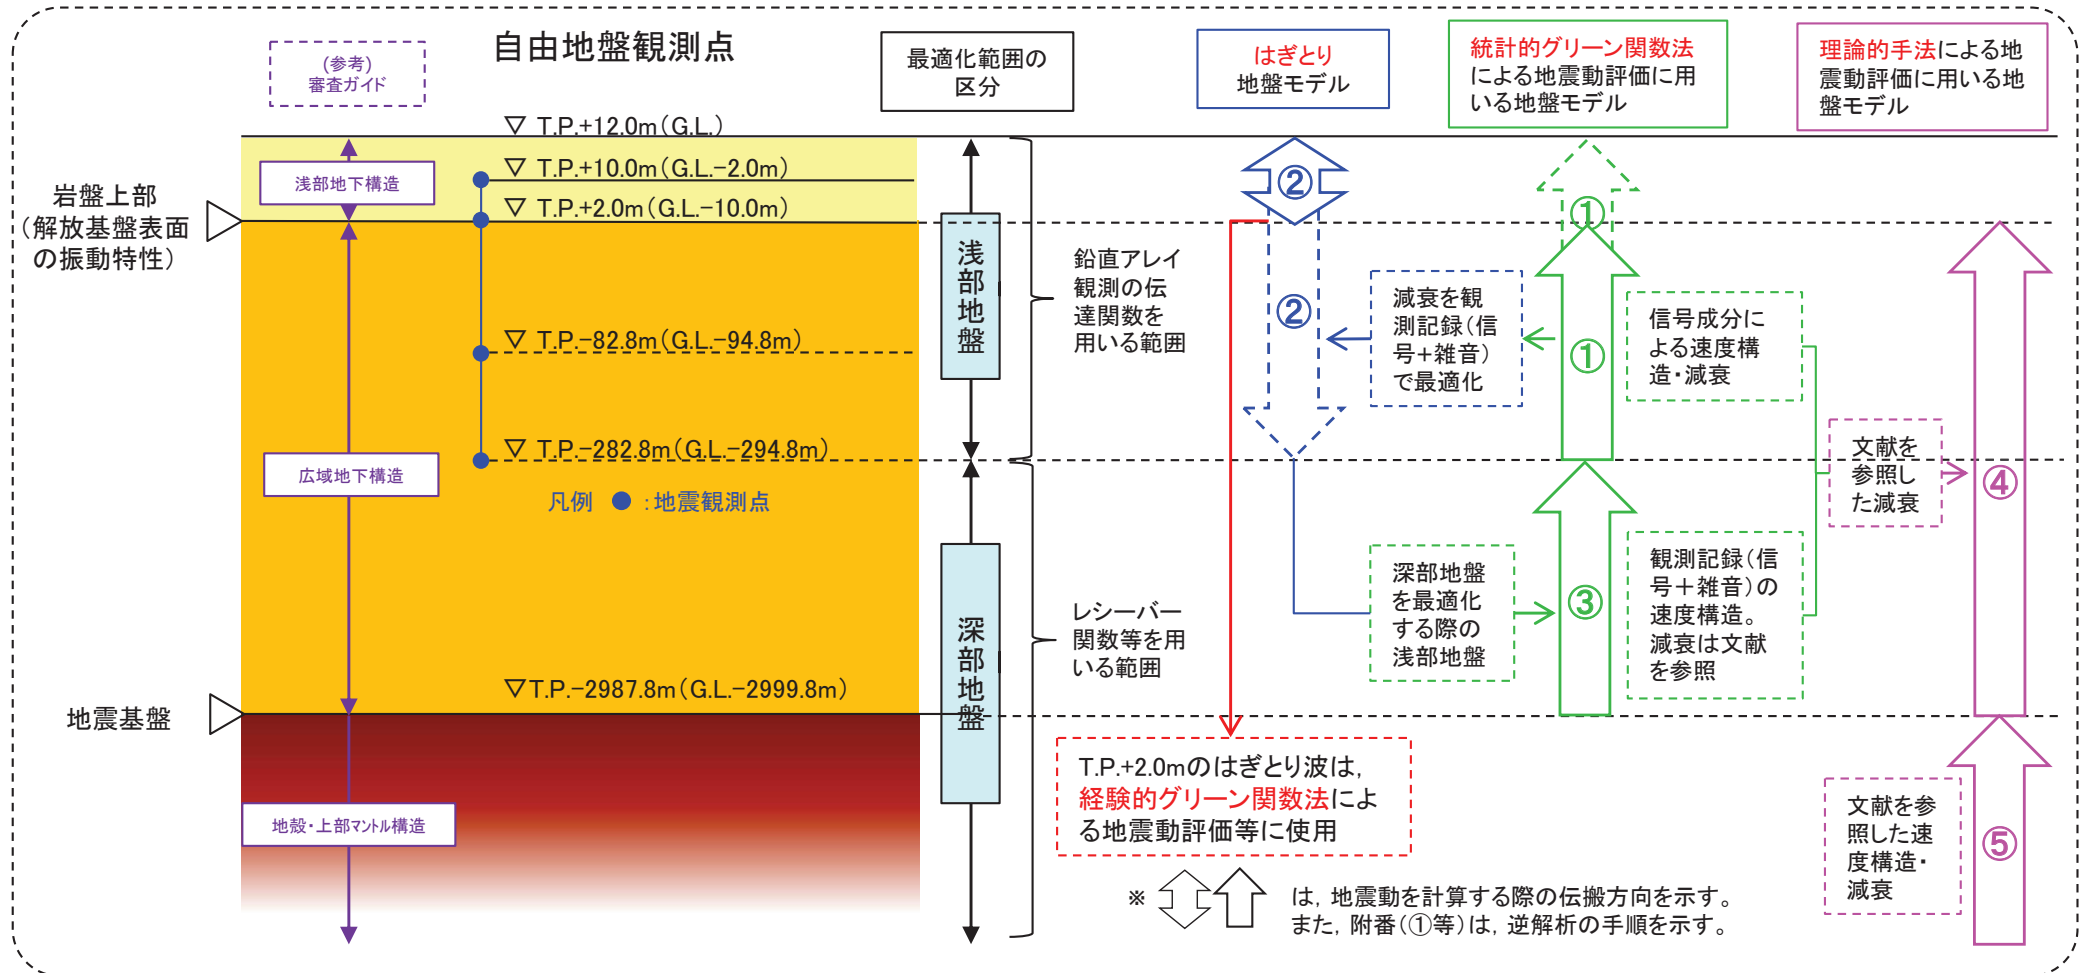 (参考)
審査ガイド
自由地盤観測点
最適化範囲の
区分
はぎとり
地盤モデル
統計的グリーン関数法
による地震動評価に用
いる地盤モデル
理論的手法による地
震動評価に用いる地
盤モデル
▽ T.P.+12.0m(G.L.)
▽ T.P.+10.0m(G.L.-2.0m)
▽ T.P.+2.0m(G.L.-10.0m)
▽ T.P.-82.8m(G.L.-94.8m)
▽ T.P.-282.8m(G.L.-294.8m)
凡例 ●:地震観測点
▽T.P.-2987.8m(G.L.-2999.8m)
岩盤上部
(解放基盤表面
の振動特性)
地震基盤
浅部地下構造
広域地下構造
地殻・上部マントル構造
浅部地盤
深部地盤
鉛直アレイ
観測の伝
達関数を
用いる範囲
レシーバー
関数等を用
いる範囲
②
②
減衰を観
測記録(信
号+雑音)
で最適化
①
①
信号成分に
よる速度構
造・減衰
深部地盤
を最適化
する際の
浅部地盤
③
観測記録(信
号+雑音)の
速度構造。
減衰は文献
を参照
文献を
参照し
た減衰
④
文献を参
照した速
度構造・
減衰
⑤
T.P.+2.0mのはぎとり波は,
経験的グリーン関数法によ
る地震動評価等に使用
※ は, 地震動を計算する際の伝搬方向を示す。
また, 附番(①等)は, 逆解析の手順を示す。